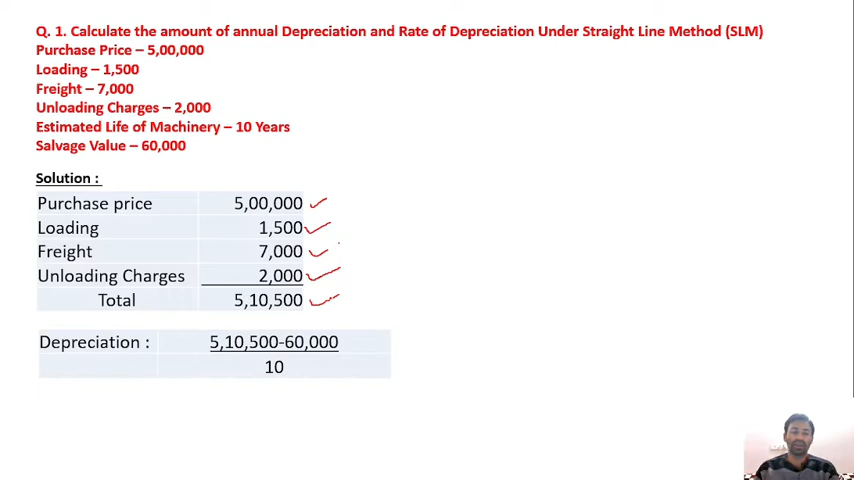 Q. 1. Calculate the amount of annual Depreciation and Rate of Depreciation Under Straight Line Method (SLM)
Purchase Price – 5,00,000
Loading – 1,500
Freight – 7,000
Unloading Charges – 2,000
Estimated Life of Machinery – 10 Years
Salvage Value – 60,000
Solution :
Purchase price 5,00,000
Loading 1,500
Freight 7,000
Unloading Charges 2,000
Total 5,10,500
Depreciation : 5,10,500-60,000
10